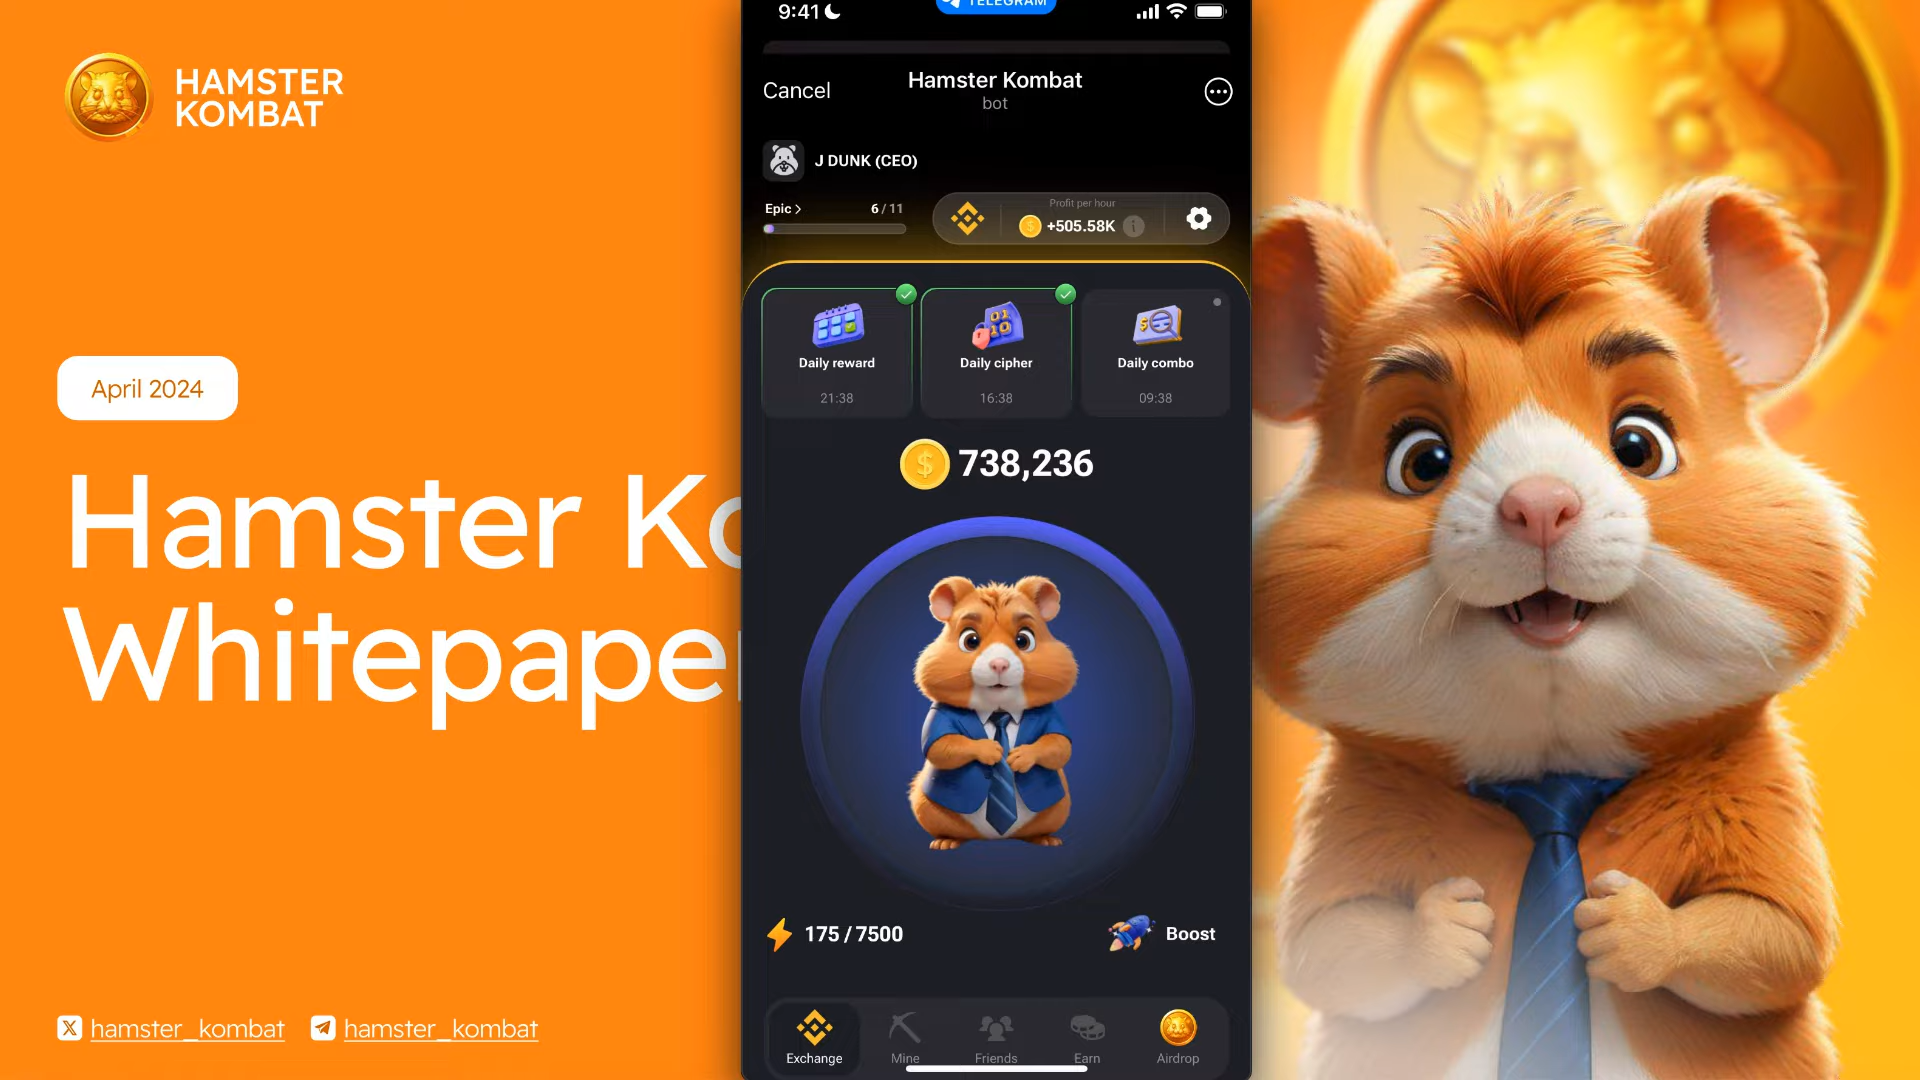 HAMSTER
KOMBAT
April 2024
Hamster Ko
Whitepaper
hamster_kombat
hamster_kombat
9:41
TELEGRAM
Cancel
Hamster Kombat
bot
J DUNK (CEO)
Epic >
6 / 11
Profit per hour
+505.58K
Daily reward
21:38
Daily cipher
16:38
Daily combo
09:38
738,236
175 / 7500
Boost
Exchange
Mine
Friends
Earn
Airdrop